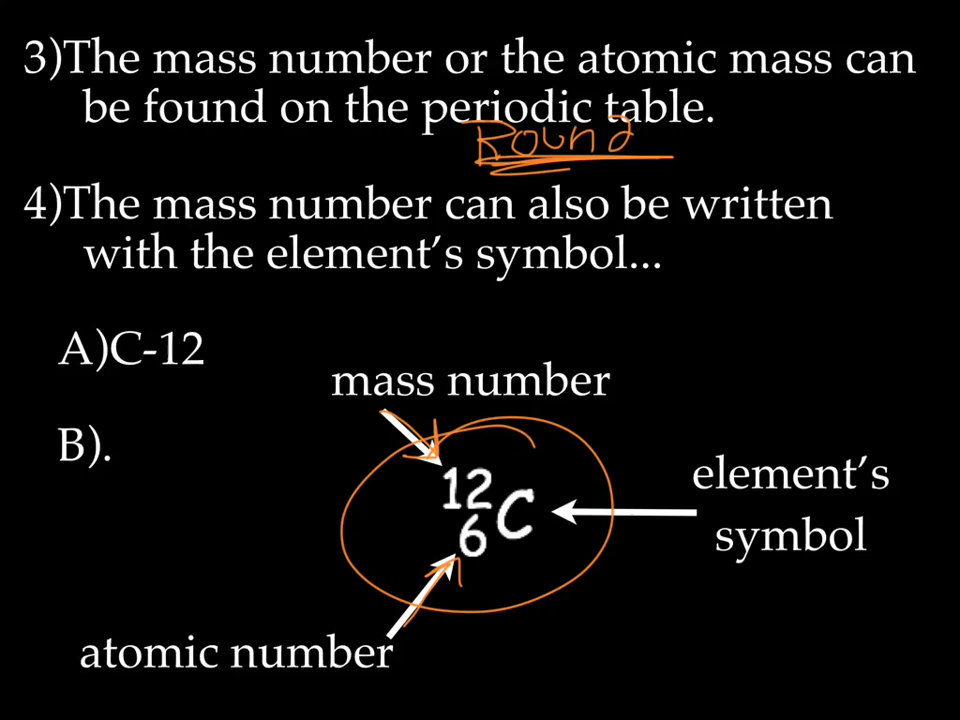 3)The mass number or the atomic mass can
be found on the periodic table.
Round
4)The mass number can also be written
with the element’s symbol...
A)C-12
mass number
B).
12
6 C
element’s
symbol
atomic number